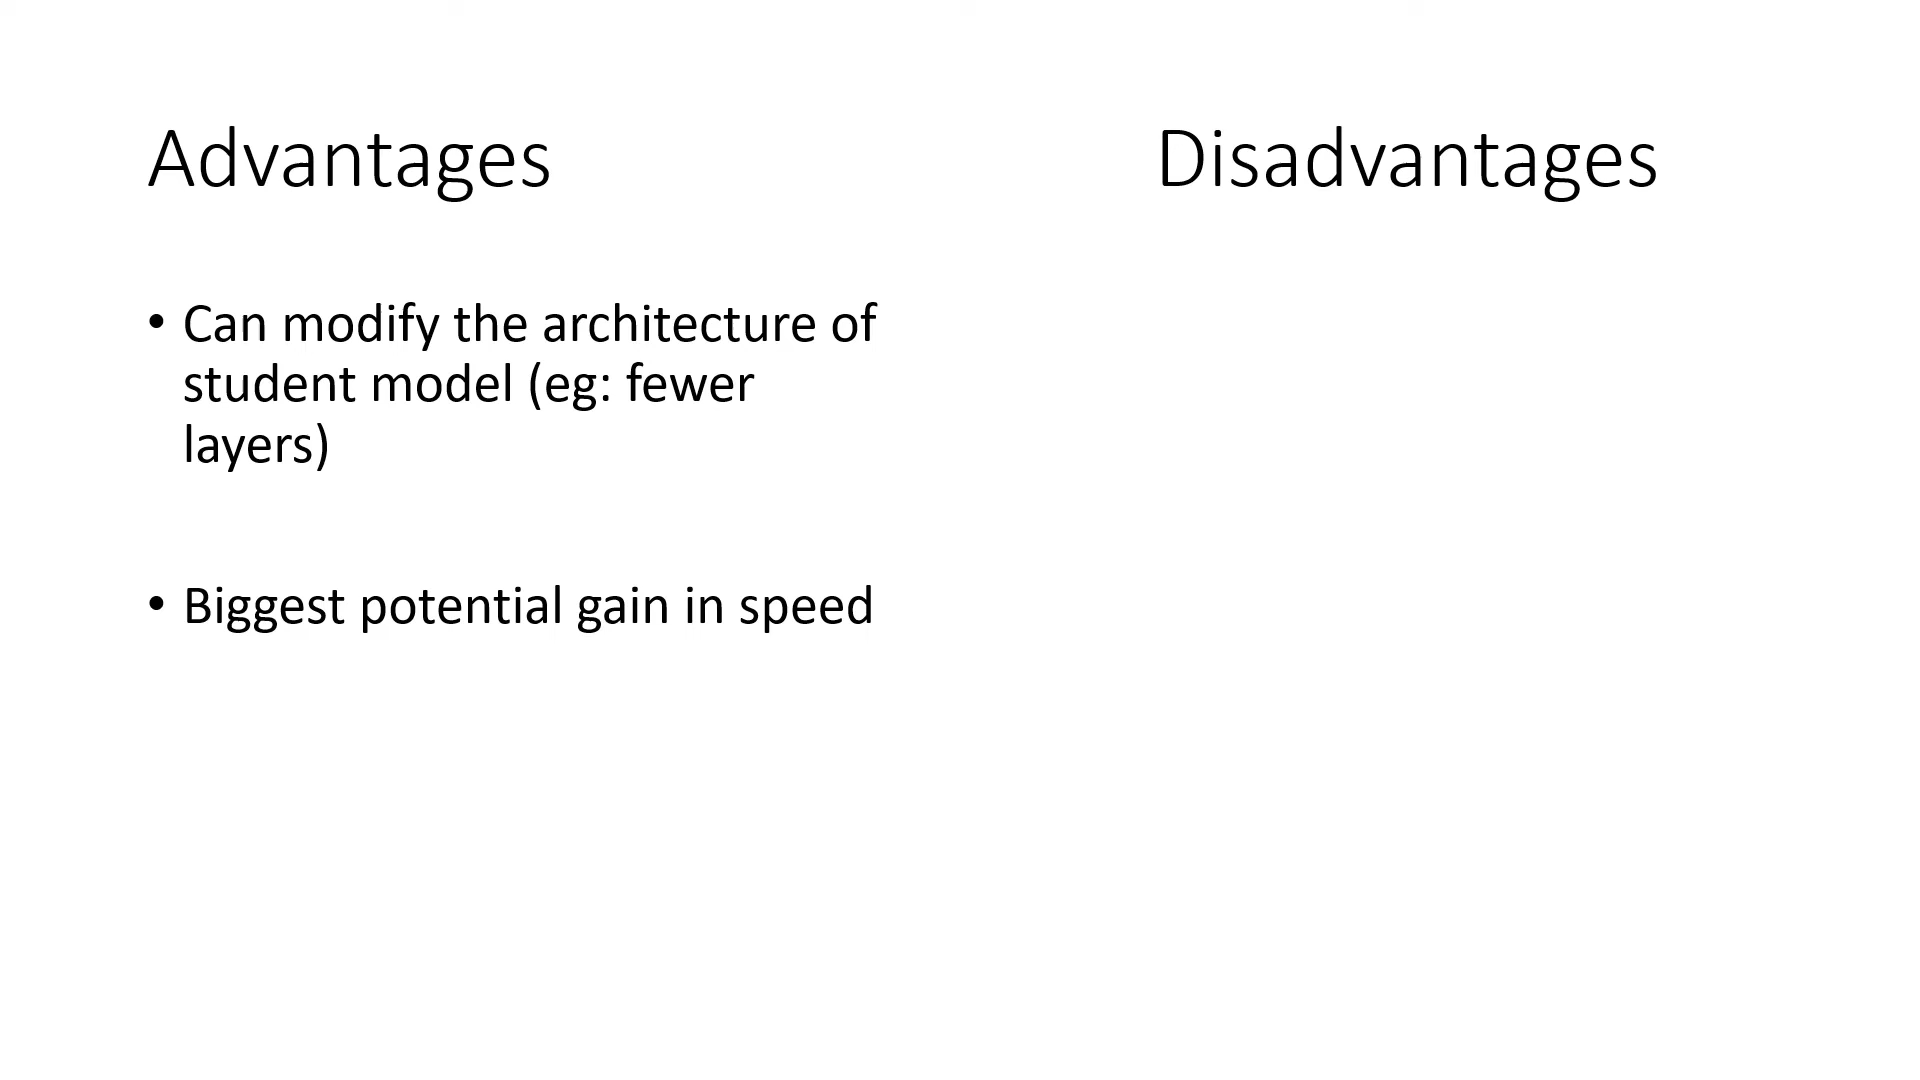 Advantages
Disadvantages
• Can modify the architecture of
student model (eg: fewer
layers)
• Biggest potential gain in speed